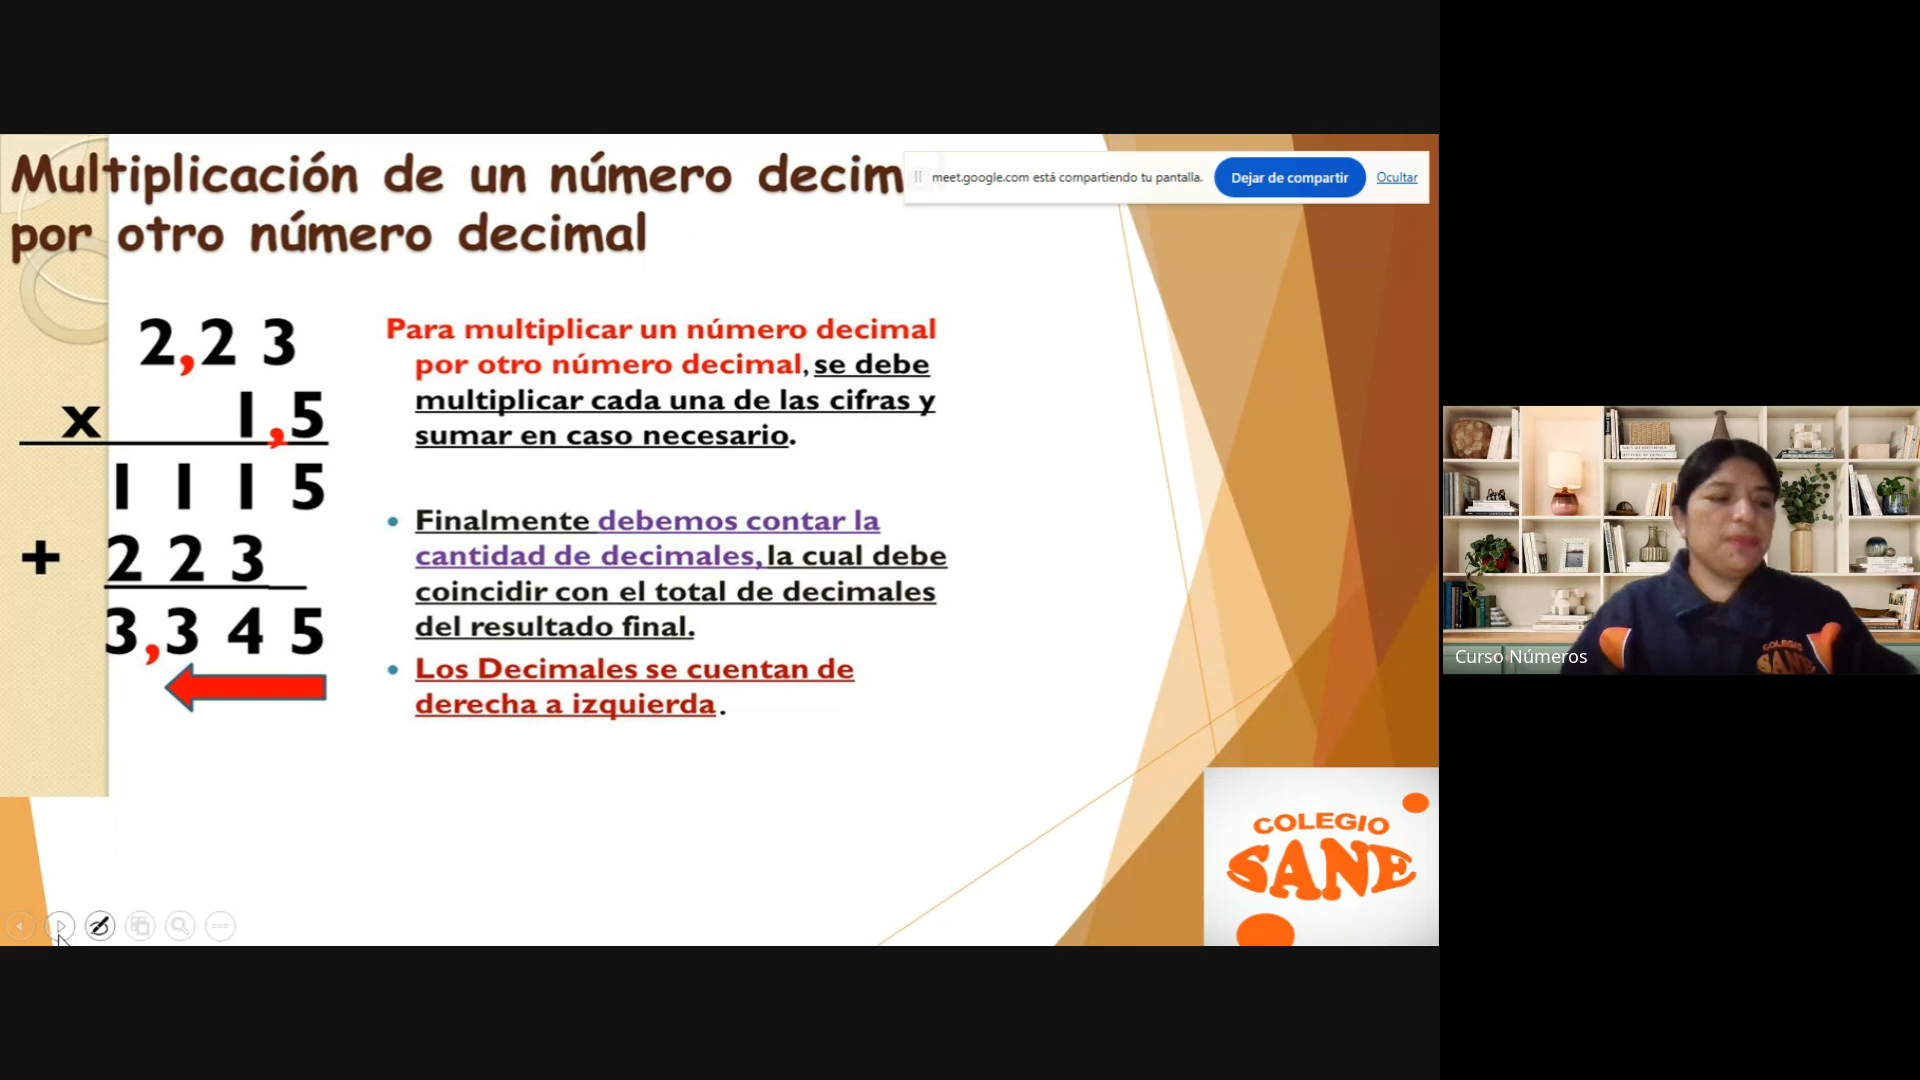 Multiplicación de un número decim
por otro número decimal
meet.google.com está compartiendo tu pantalla.
Dejar de compartir
Ocultar
2,2 3
x 1,5
1 1 1 5
+ 2 2 3
3,3 4 5
Para multiplicar un número decimal
por otro número decimal, se debe
multiplicar cada una de las cifras y
sumar en caso necesario.
• Finalmente debemos contar la
cantidad de decimales, la cual debe
coincidir con el total de decimales
del resultado final.
• Los Decimales se cuentan de
derecha a izquierda.
COLEGIO
SANE
COLEGIO
SANE
Curso Números